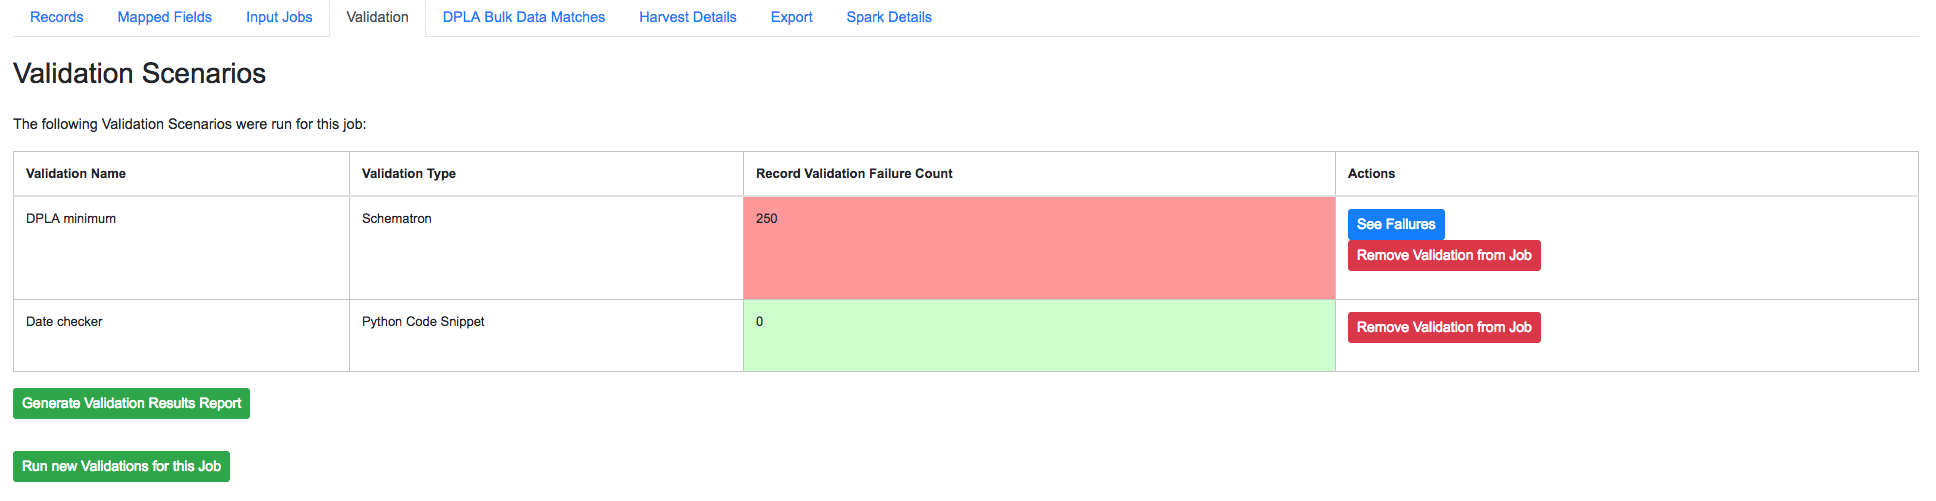 Records Mapped Fields Input Jobs Validation DPLA Bulk Data Matches Harvest Details Export Spark Details
Validation Scenarios
The following Validation Scenarios were run for this job:
Validation Name Validation Type Record Validation Failure Count Actions
DPLA minimum Schematron 250 See Failures
Remove Validation from Job
Date checker Python Code Snippet 0 Remove Validation from Job
Generate Validation Results Report
Run new Validations for this Job